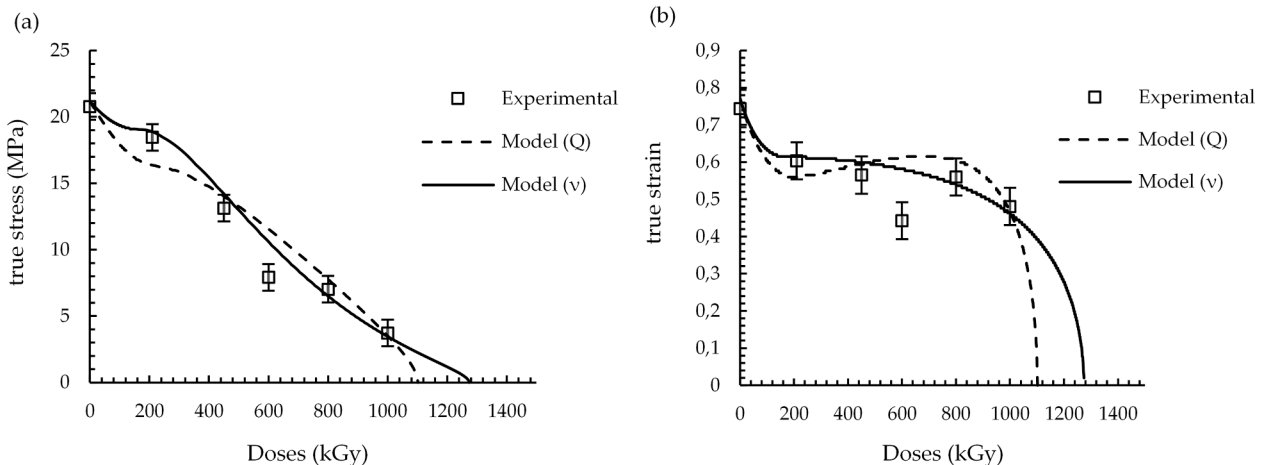 (a)
25
20
15
10
5
0
true stress (MPa)
0 200 400 600 800 1000 1200 1400
Doses (kGy)
Experimental
Model (Q)
Model (ν)
(b)
0,9
0,8
0,7
0,6
0,5
0,4
0,3
0,2
0,1
0
true strain
0 200 400 600 800 1000 1200 1400
Doses (kGy)
Experimental
Model (Q)
Model (ν)